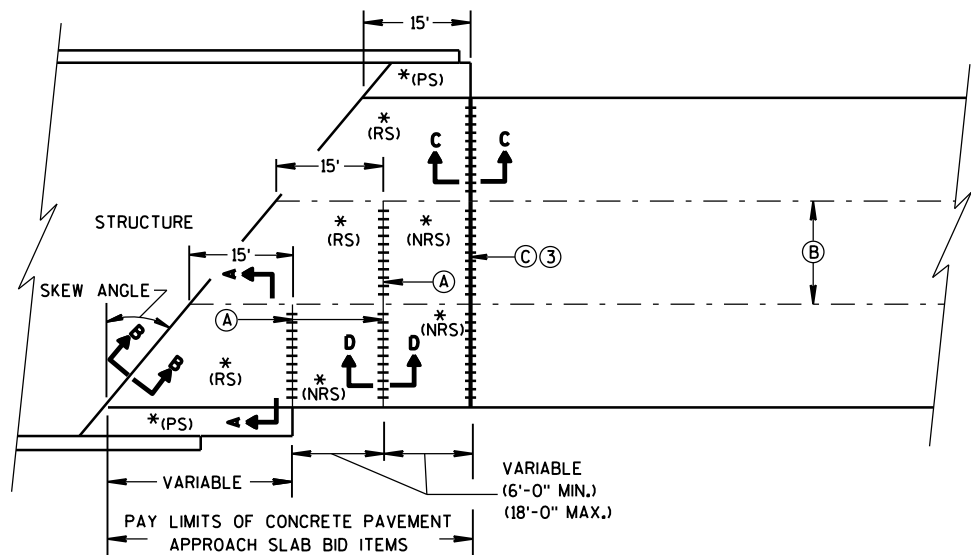 15'
*(PS)
*
(RS)
C
C
15'
STRUCTURE
*
(RS)
*
(NRS)
C 3
B
15'
A
A
SKEW ANGLE
B
A
*
(NRS)
B
D
D
*
(RS)
*
(NRS)
*(PS)
A
VARIABLE
VARIABLE
(6'-0" MIN.)
(18'-0" MAX.)
PAY LIMITS OF CONCRETE PAVEMENT
APPROACH SLAB BID ITEMS